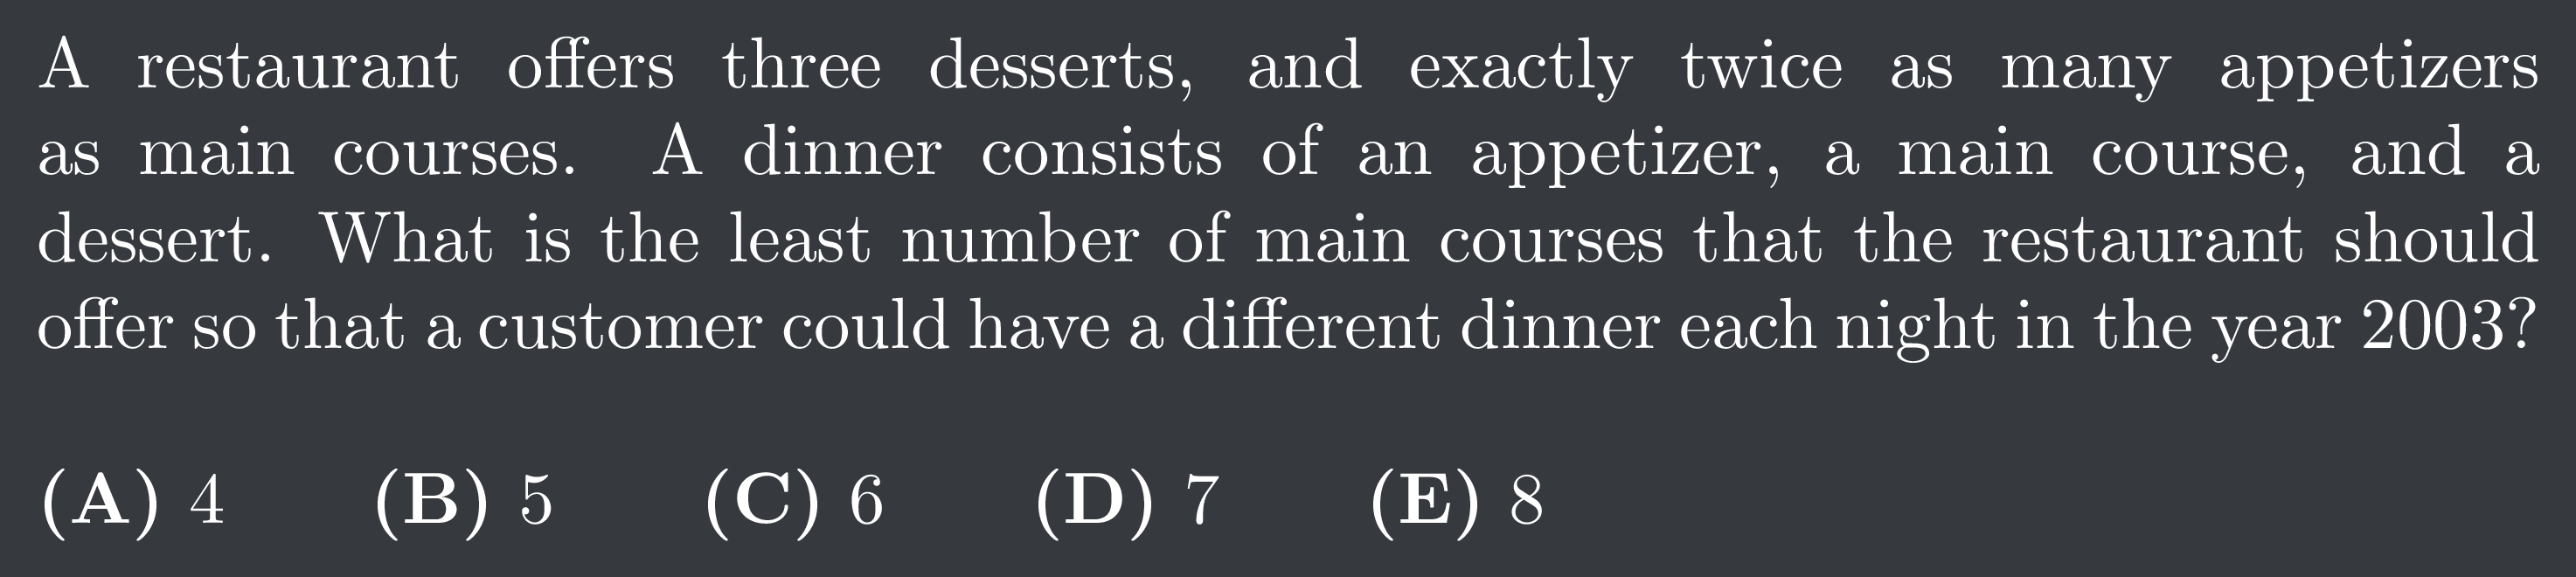 A restaurant offers three desserts, and exactly twice as many appetizers
as main courses. A dinner consists of an appetizer, a main course, and a
dessert. What is the least number of main courses that the restaurant should
offer so that a customer could have a different dinner each night in the year 2003?
(A) 4 (B) 5 (C) 6 (D) 7 (E) 8